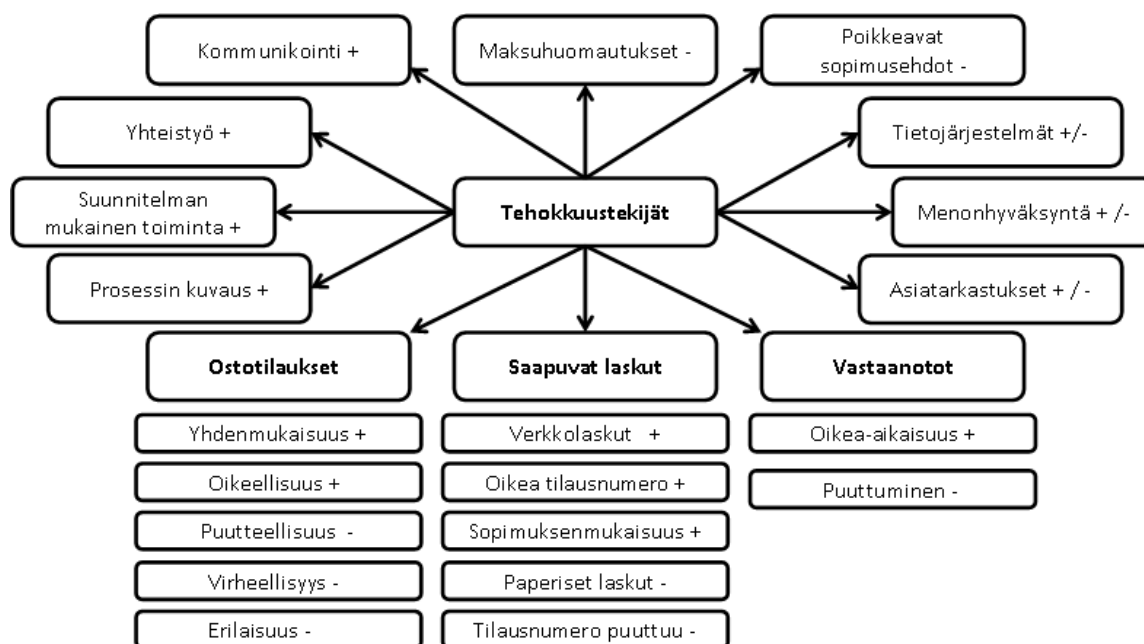 Kommunikointi +
Maksuhuomautukset -
Poikkeavat
sopimusehdot -
Yhteistyö +
Tietojärjestelmät +/-
Suunnitelman
mukainen toiminta +
Tehokkuustekijät
Menonhyväksyntä + /-
Prosessin kuvaus +
Asiatarkastukset + / -
Ostotilaukset
Saapuvat laskut
Vastaanotot
Yhdenmukaisuus +
Verkkolaskut +
Oikea-aikaisuus +
Oikeellisuus +
Oikea tilausnumero +
Puuttuminen -
Puutteellisuus -
Sopimuksenmukaisuus +
Virheellisyys -
Paperiset laskut -
Erilaisuus -
Tilausnumero puuttuu -